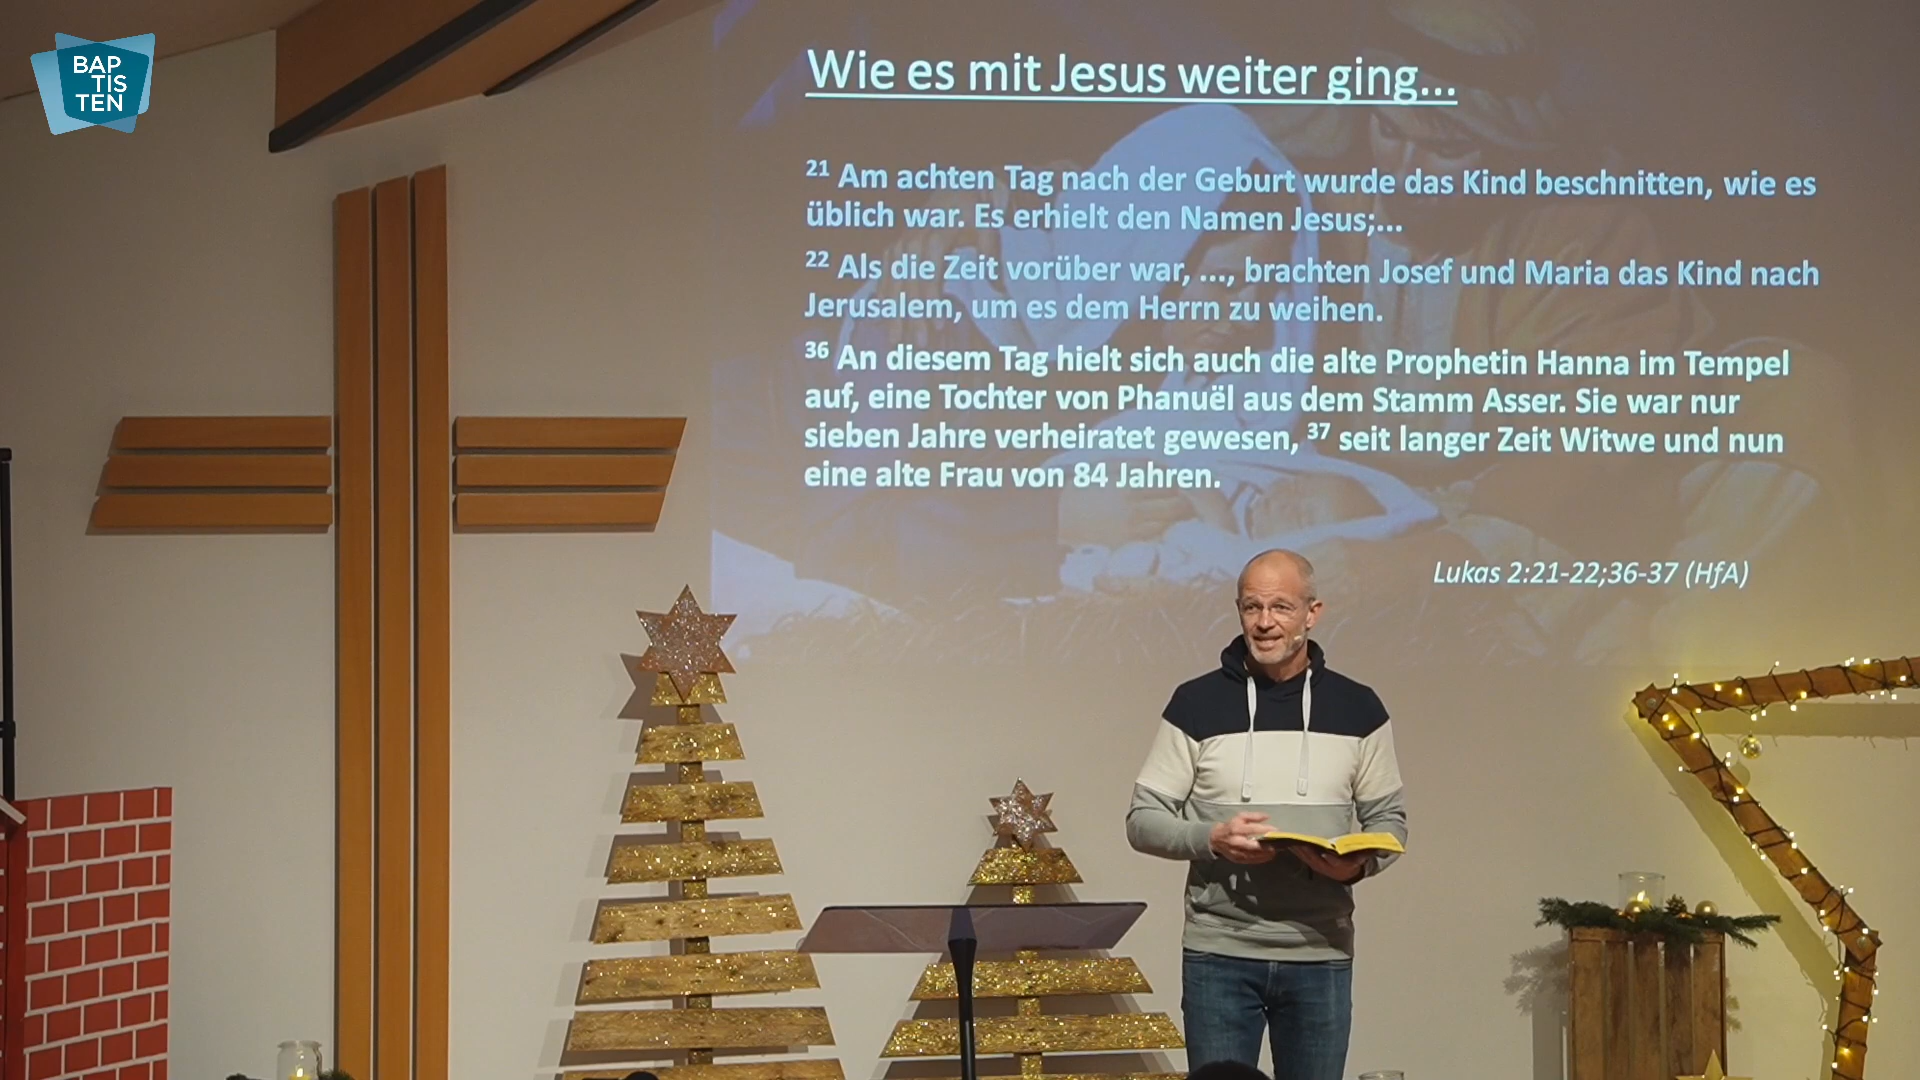 BAP
TIS
TEN
Wie es mit Jesus weiter ging...
21 Am achten Tag nach der Geburt wurde das Kind beschnitten, wie es
üblich war. Es erhielt den Namen Jesus;...
22 Als die Zeit vorüber war, ..., brachten Josef und Maria das Kind nach
Jerusalem, um es dem Herrn zu weihen.
36 An diesem Tag hielt sich auch die alte Prophetin Hanna im Tempel
auf, eine Tochter von Phanuël aus dem Stamm Asser. Sie war nur
sieben Jahre verheiratet gewesen, 37 seit langer Zeit Witwe und nun
eine alte Frau von 84 Jahren.
Lukas 2:21-22;36-37 (HfA)